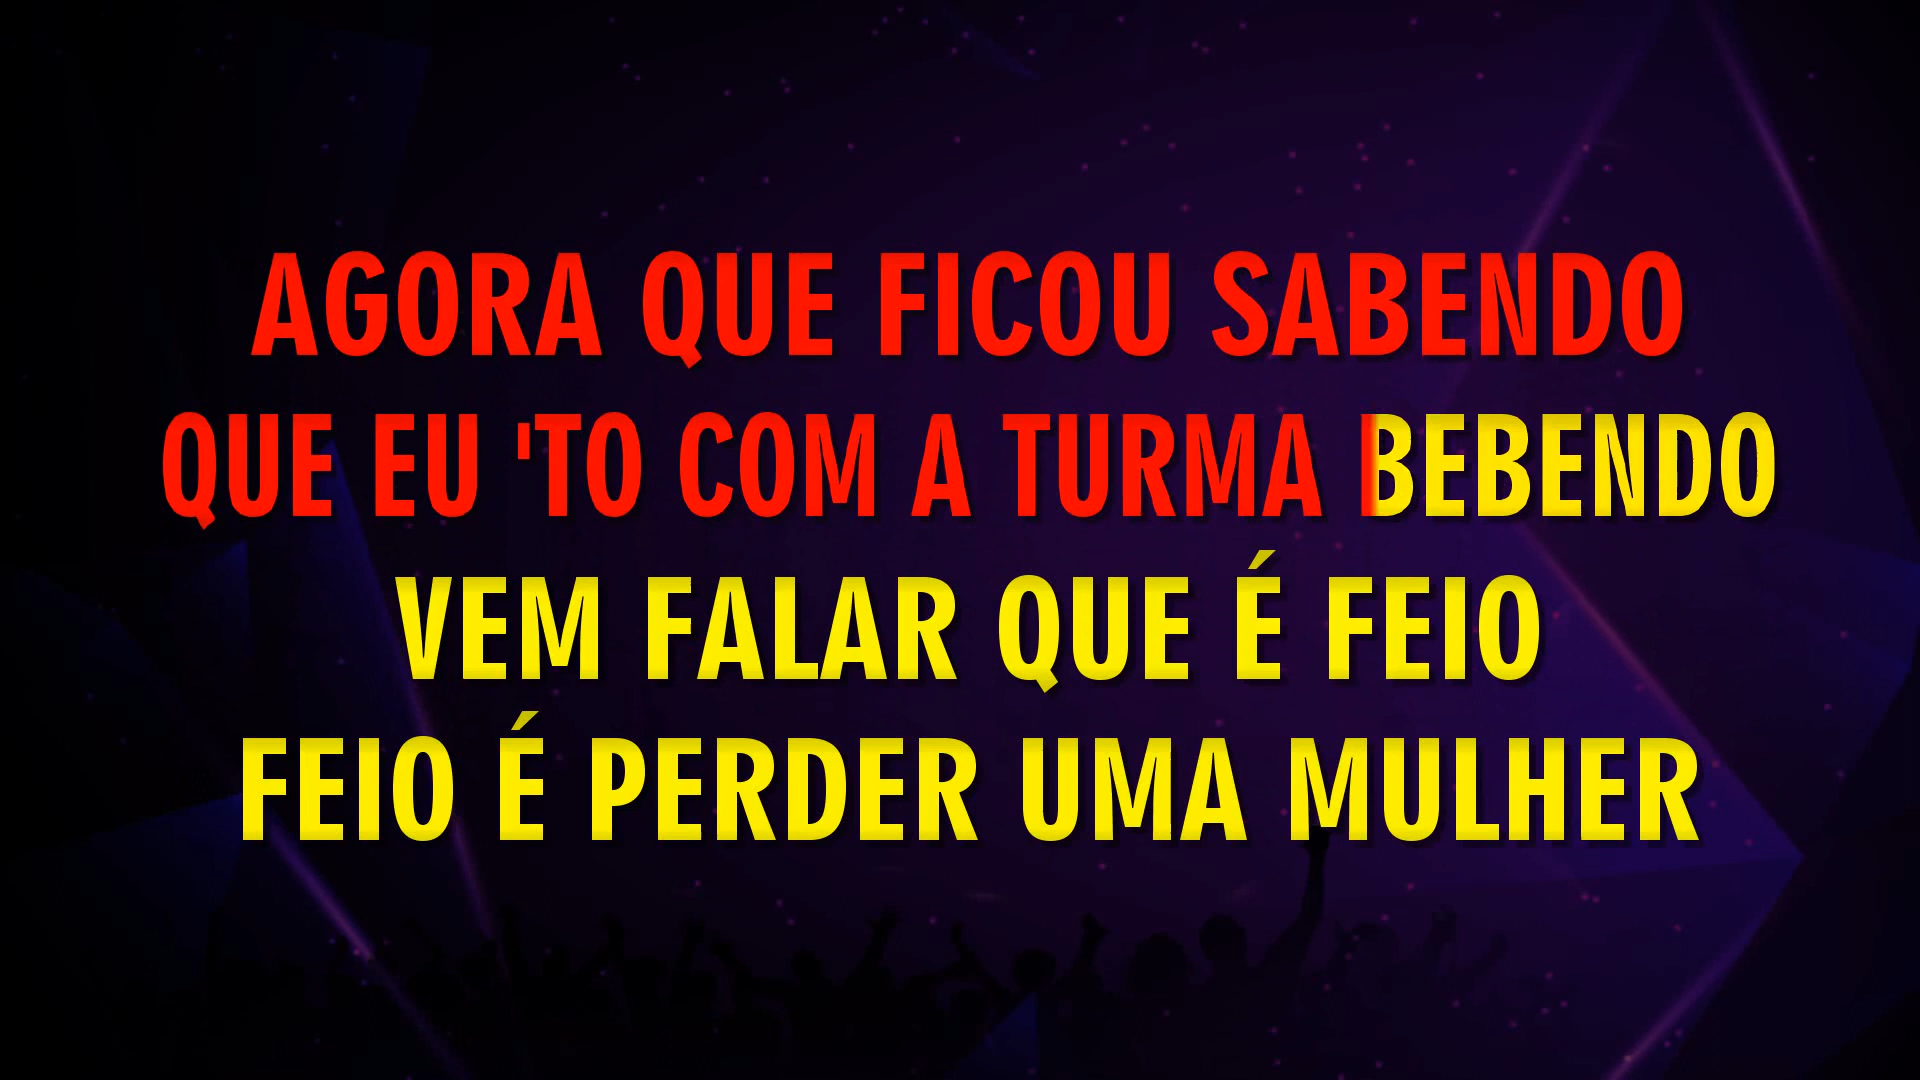 AGORA QUE FICOU SABENDO
QUE EU 'TO COM A TURMA BEBENDO
VEM FALAR QUE É FEIO
FEIO É PERDER UMA MULHER